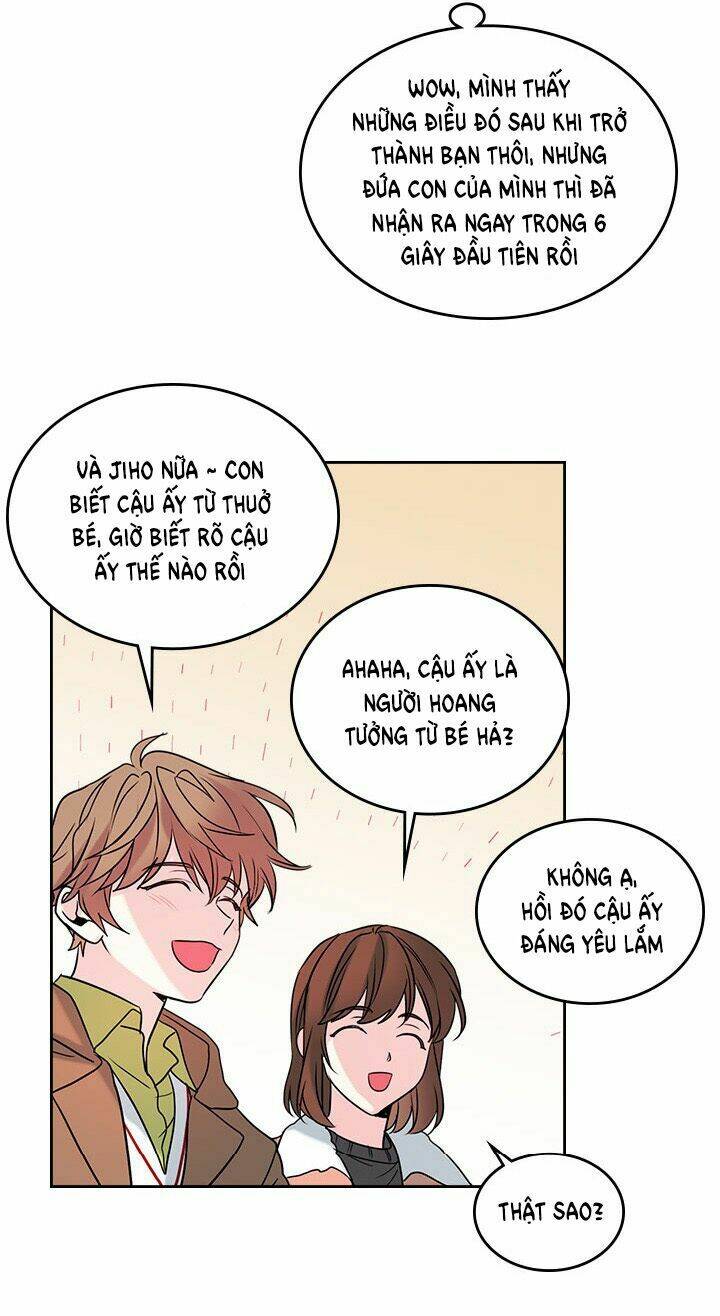 WOW, MÌNH THẤY
NHỮNG ĐIỀU ĐÓ SAU KHI TRỞ
THÀNH BẠN THÔI, NHƯNG
ĐỨA CON CỦA MÌNH THÌ ĐÃ
NHẬN RA NGAY TRONG 6
GIÂY ĐẦU TIÊN RỒI
VÀ JIHO NỮA ~ CON
BIẾT CẬU ẤY TỪ THUỞ
BÉ, GIỜ BIẾT RÕ CẬU
ẤY THẾ NÀO RỒI
AHAHA, CẬU ẤY LÀ
NGƯỜI HOANG
TƯỞNG TỪ BÉ HẢ?
KHÔNG Ạ,
HỒI ĐÓ CẬU ẤY
ĐÁNG YÊU LẮM
THẬT SAO?